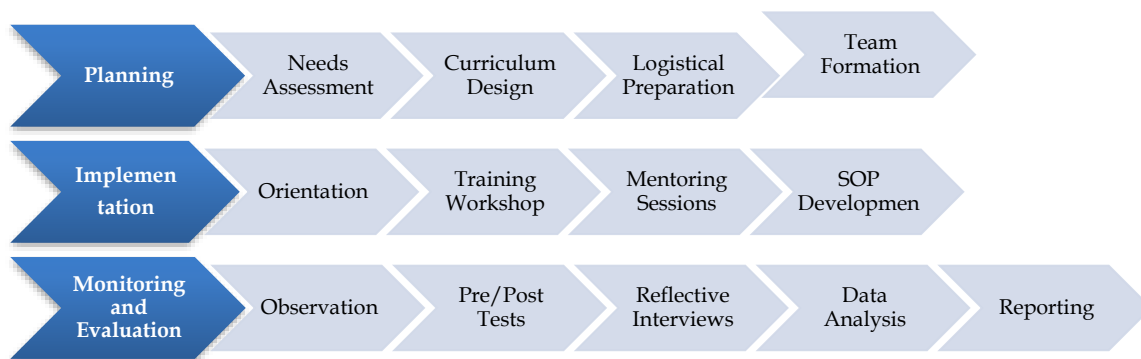 Planning
Needs
Assessment
Curriculum
Design
Logistical
Preparation
Team
Formation
Implemen
tation
Orientation
Training
Workshop
Mentoring
Sessions
SOP
Developmen
Monitoring
and
Evaluation
Observation
Pre/Post
Tests
Reflective
Interviews
Data
Analysis
Reporting